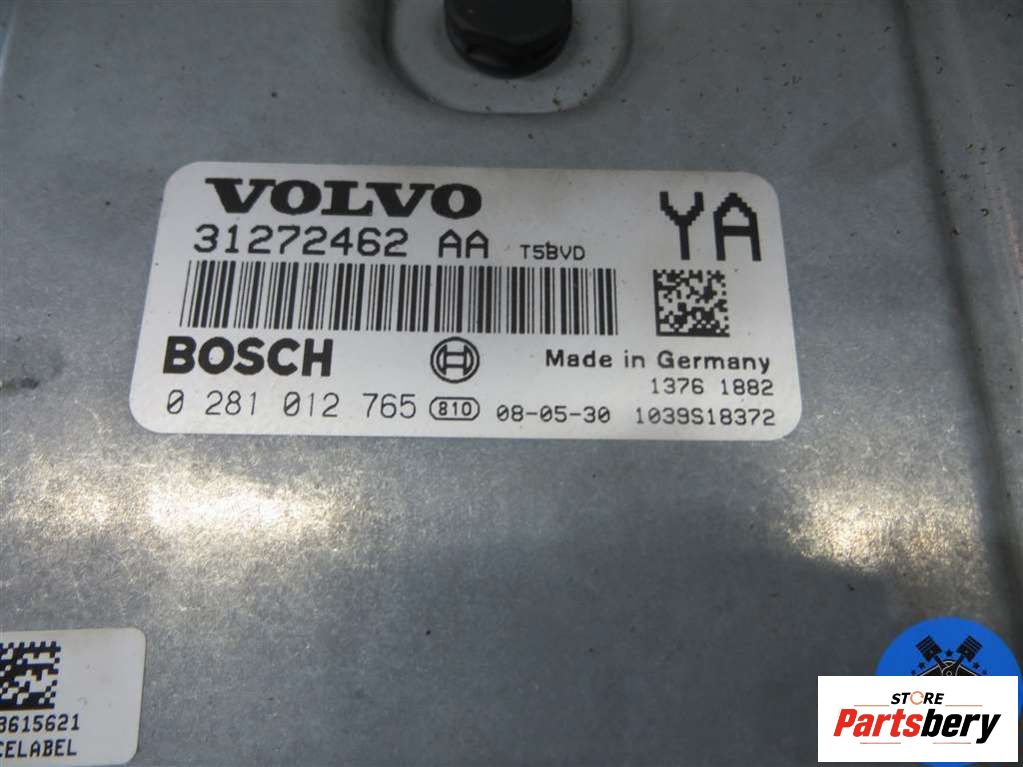 VOLVO
31272462 AA T5BVD
YA
BOSCH
Made in Germany
1376 1882
0 281 012 765 810 08-05-30 1039S18372
3615621
CELABEL
STORE
Partsbery